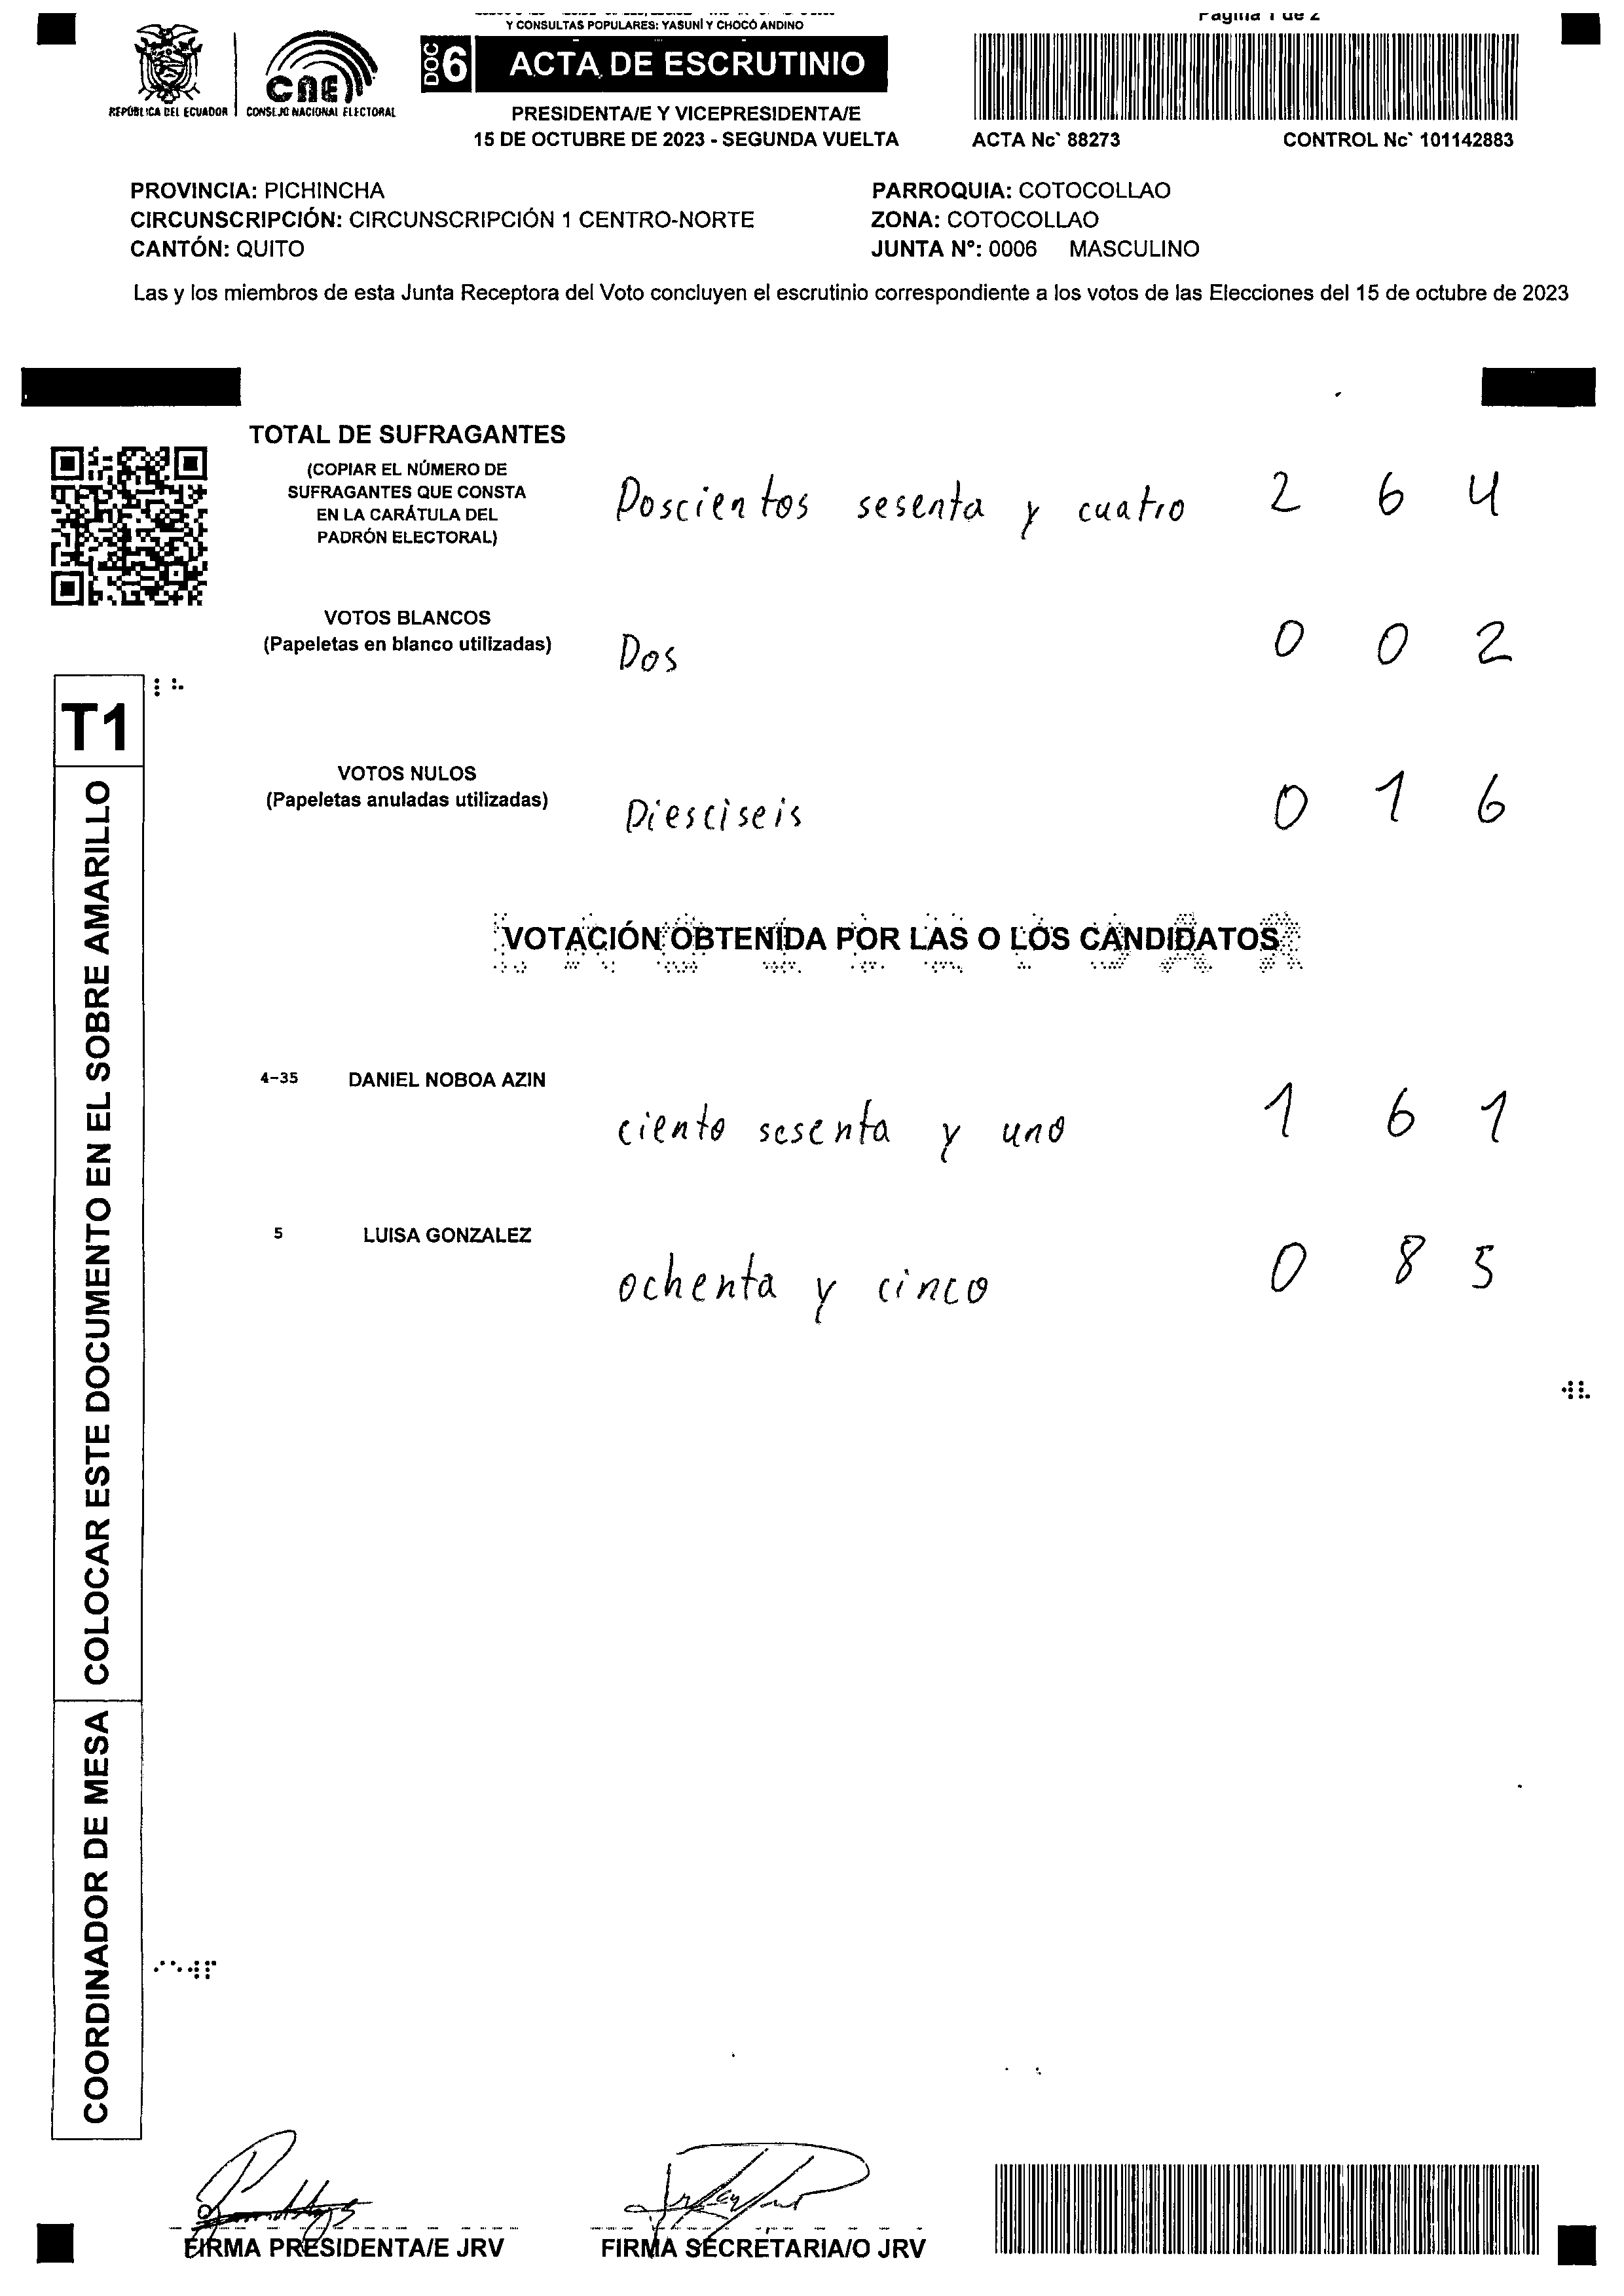 Y CONSULTAS POPULARES: YASUNÍ Y CHOCÓ ANDINO
Página 1 de 2
REPÚBLICA DEL ECUADOR
CNE
CONSEJO NACIONAL ELECTORAL
DOC 6 ACTA DE ESCRUTINIO
PRESIDENTA/E Y VICEPRESIDENTA/E
15 DE OCTUBRE DE 2023 - SEGUNDA VUELTA
ACTA Nc` 88273 CONTROL Nc` 101142883
PROVINCIA: PICHINCHA
CIRCUNSCRIPCIÓN: CIRCUNSCRIPCIÓN 1 CENTRO-NORTE
CANTÓN: QUITO
PARROQUIA: COTOCOLLAO
ZONA: COTOCOLLAO
JUNTA Nº: 0006 MASCULINO
Las y los miembros de esta Junta Receptora del Voto concluyen el escrutinio correspondiente a los votos de las Elecciones del 15 de octubre de 2023
TOTAL DE SUFRAGANTES
(COPIAR EL NÚMERO DE
SUFRAGANTES QUE CONSTA
EN LA CARÁTULA DEL
PADRÓN ELECTORAL)
Doscientos sesenta y cuatro 2 6 4
VOTOS BLANCOS
(Papeletas en blanco utilizadas)
Dos 0 0 2
VOTOS NULOS
(Papeletas anuladas utilizadas)
Diesciseis 0 1 6
VOTACIÓN OBTENIDA POR LAS O LOS CANDIDATOS
4-35 DANIEL NOBOA AZIN
ciento sesenta y uno 1 6 1
5 LUISA GONZALEZ
ochenta y cinco 0 8 5
T1
COLOCAR ESTE DOCUMENTO EN EL SOBRE AMARILLO
COORDINADOR DE MESA
FIRMA PRESIDENTA/E JRV
FIRMA SECRETARIA/O JRV